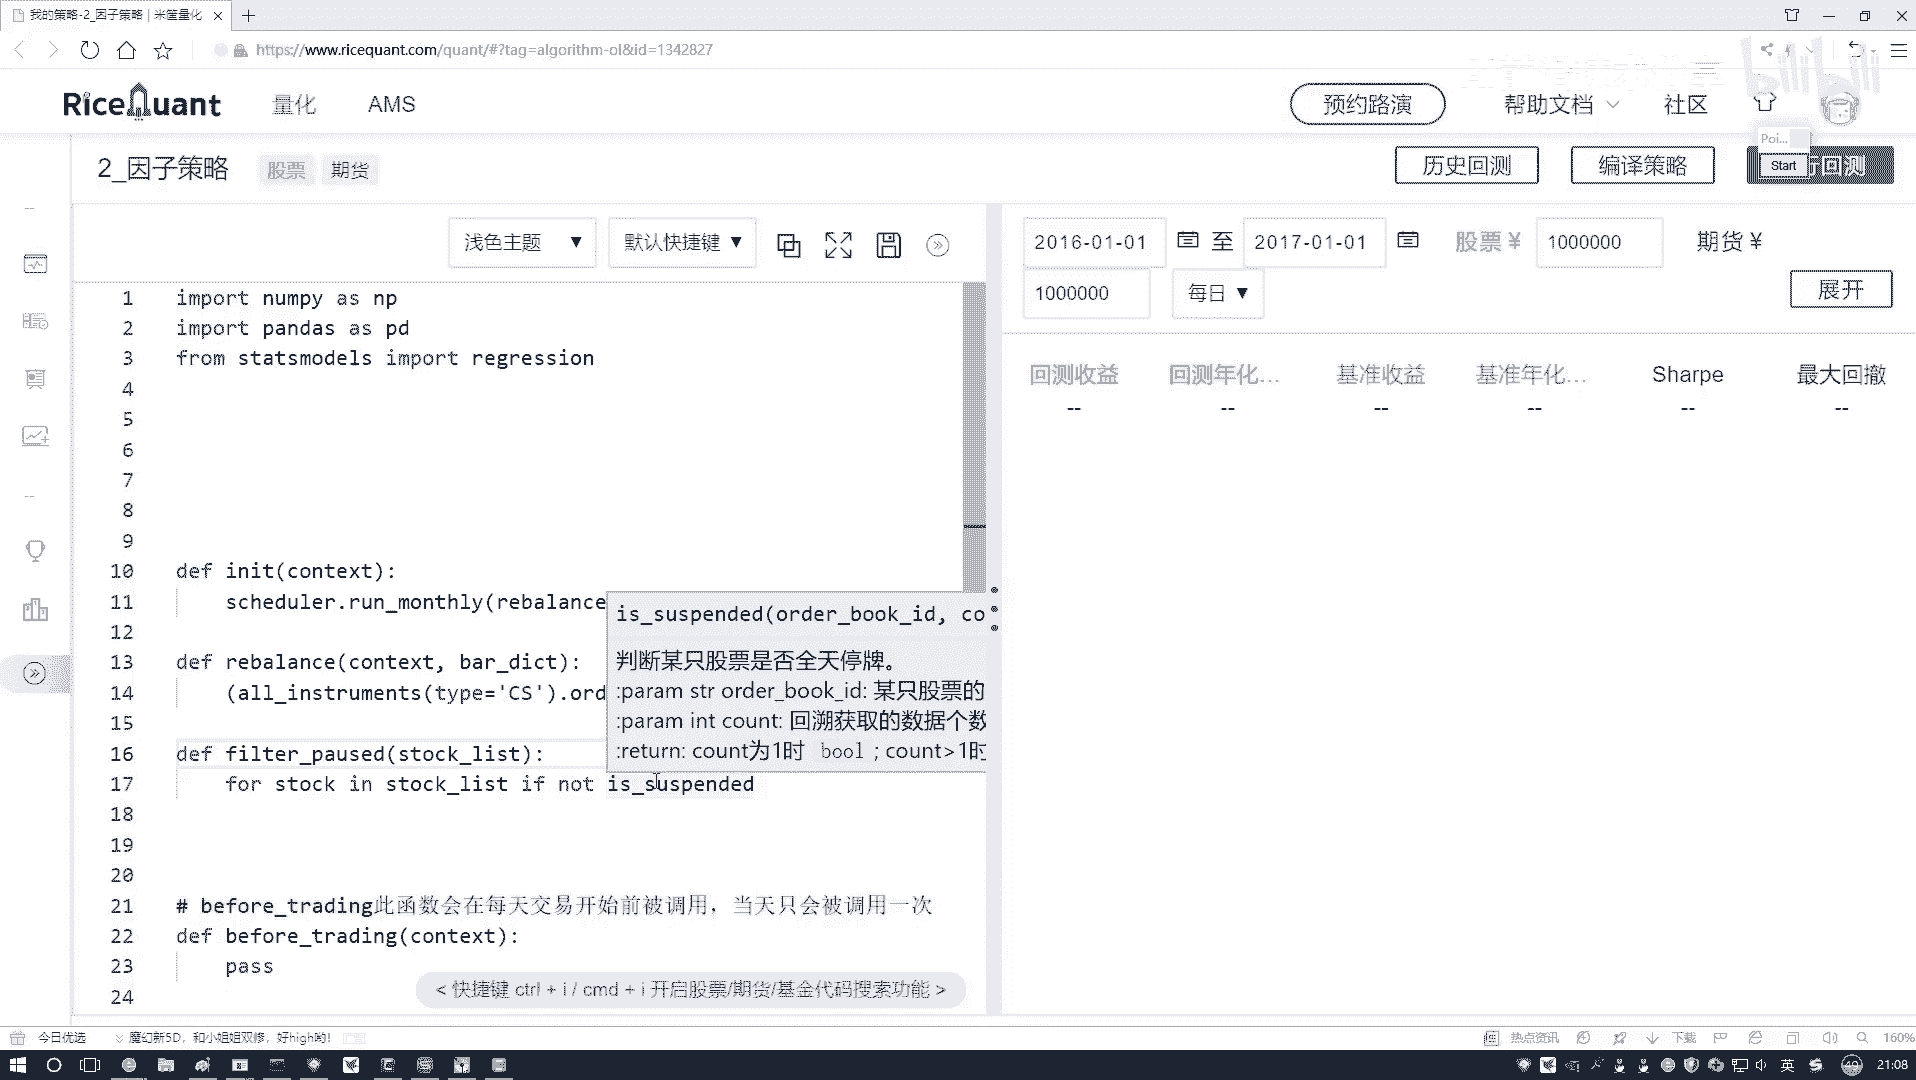 我的策略-2_因子策略 | 米筐量化
https://www.ricequant.com/quant/#?tag=algorithm-ol&id=1342827
bilibili
RiceQuant 量化 AMS 预约路演 帮助文档 社区
Poi...
Start
2_因子策略 股票 期货 历史回测 编译策略 行回测
浅色主题 ▼ 默认快捷键 ▼
2016-01-01 至 2017-01-01 股票 ¥ 1000000 期货 ¥
1000000 每日 ▼ 展开
回测收益 回测年化... 基准收益 基准年化... Sharpe 最大回撤
-- -- -- -- -- --
1 import numpy as np
2 import pandas as pd
3 from statsmodels import regression
4
5
6
7
8
9
10 def init(context):
11 scheduler.run_monthly(rebalance
12
13 def rebalance(context, bar_dict):
14 (all_instruments(type='CS').ord
15
16 def filter_paused(stock_list):
17 for stock in stock_list if not is_suspended
18
19
20
21 # before_trading此函数会在每天交易开始前被调用，当天只会被调用一次
22 def before_trading(context):
23 pass
24
is_suspended(order_book_id, co
判断某只股票是否全天停牌。
:param str order_book_id: 某只股票的
:param int count: 回溯获取的数据个数
:return: count为1时 bool ; count>1时
< 快捷键 ctrl + i / cmd + i 开启股票/期货/基金代码搜索功能 >
今日优选 魔幻新5D，和小姐姐双修，好high哟! 热点资讯 下载 160%
英 49 21:08